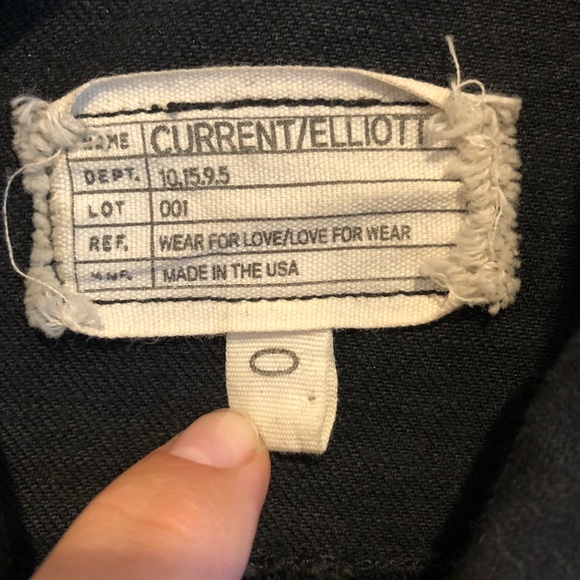 NAME CURRENT/ELLIOTT
DEPT. 10.15.9.5
LOT 001
REF. WEAR FOR LOVE/LOVE FOR WEAR
MADE IN THE USA
0